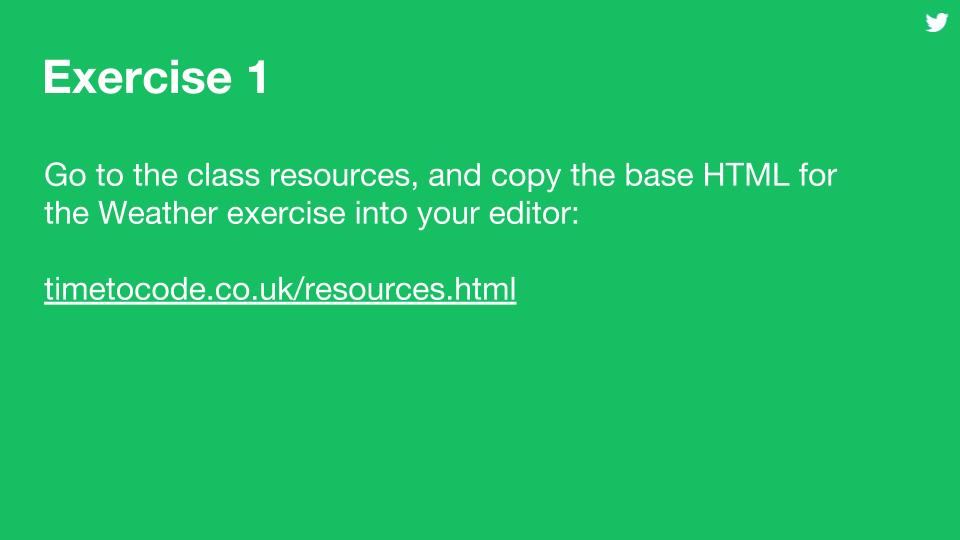 Exercise 1
Go to the class resources, and copy the base HTML for
the Weather exercise into your editor:
timetocode.co.uk/resources.html